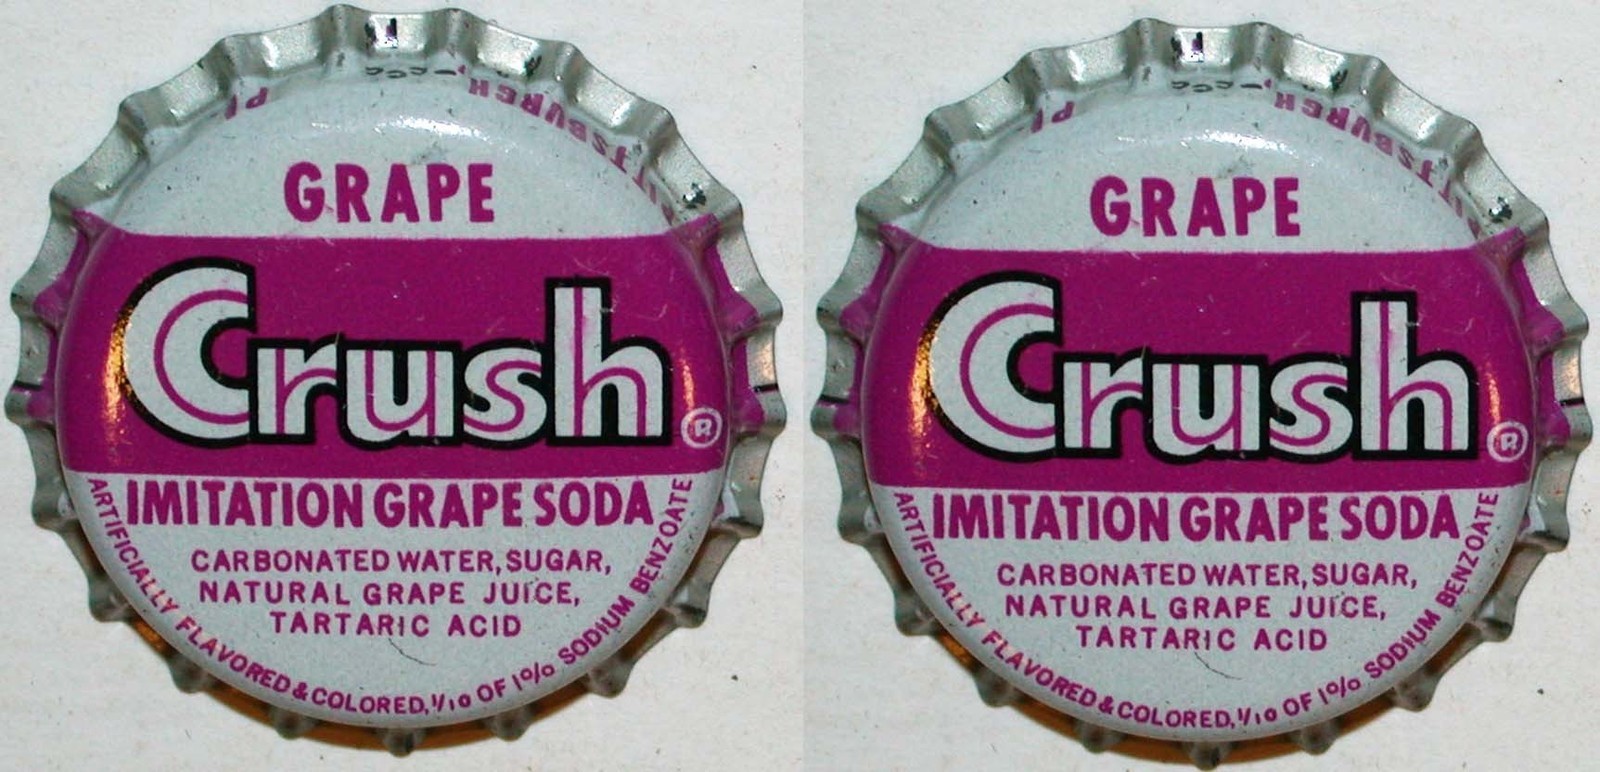 GRAPE
Crush®
IMITATION GRAPE SODA
CARBONATED WATER, SUGAR,
NATURAL GRAPE JUICE,
TARTARIC ACID
ARTIFICIALLY FLAVORED & COLORED, 1/10 OF 1% SODIUM BENZOATE
GRAPE
Crush®
IMITATION GRAPE SODA
CARBONATED WATER, SUGAR,
NATURAL GRAPE JUICE,
TARTARIC ACID
ARTIFICIALLY FLAVORED & COLORED, 1/10 OF 1% SODIUM BENZOATE